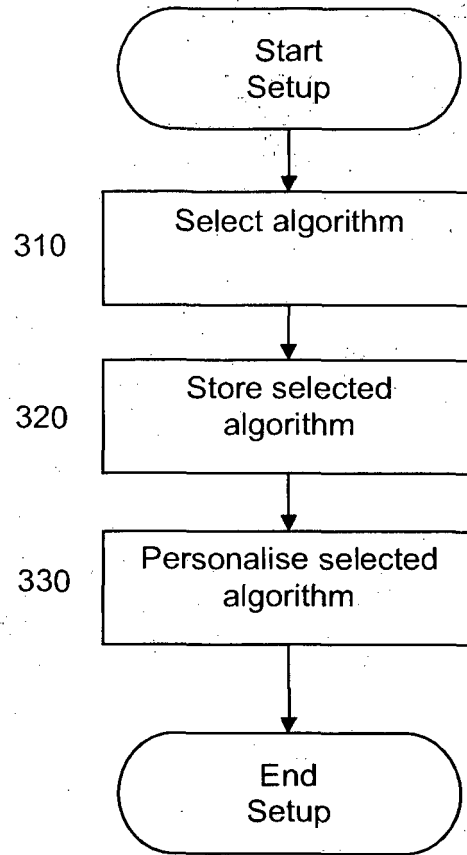 Start
Setup
310
Select algorithm
320
Store selected
algorithm
330
Personalise selected
algorithm
End
Setup